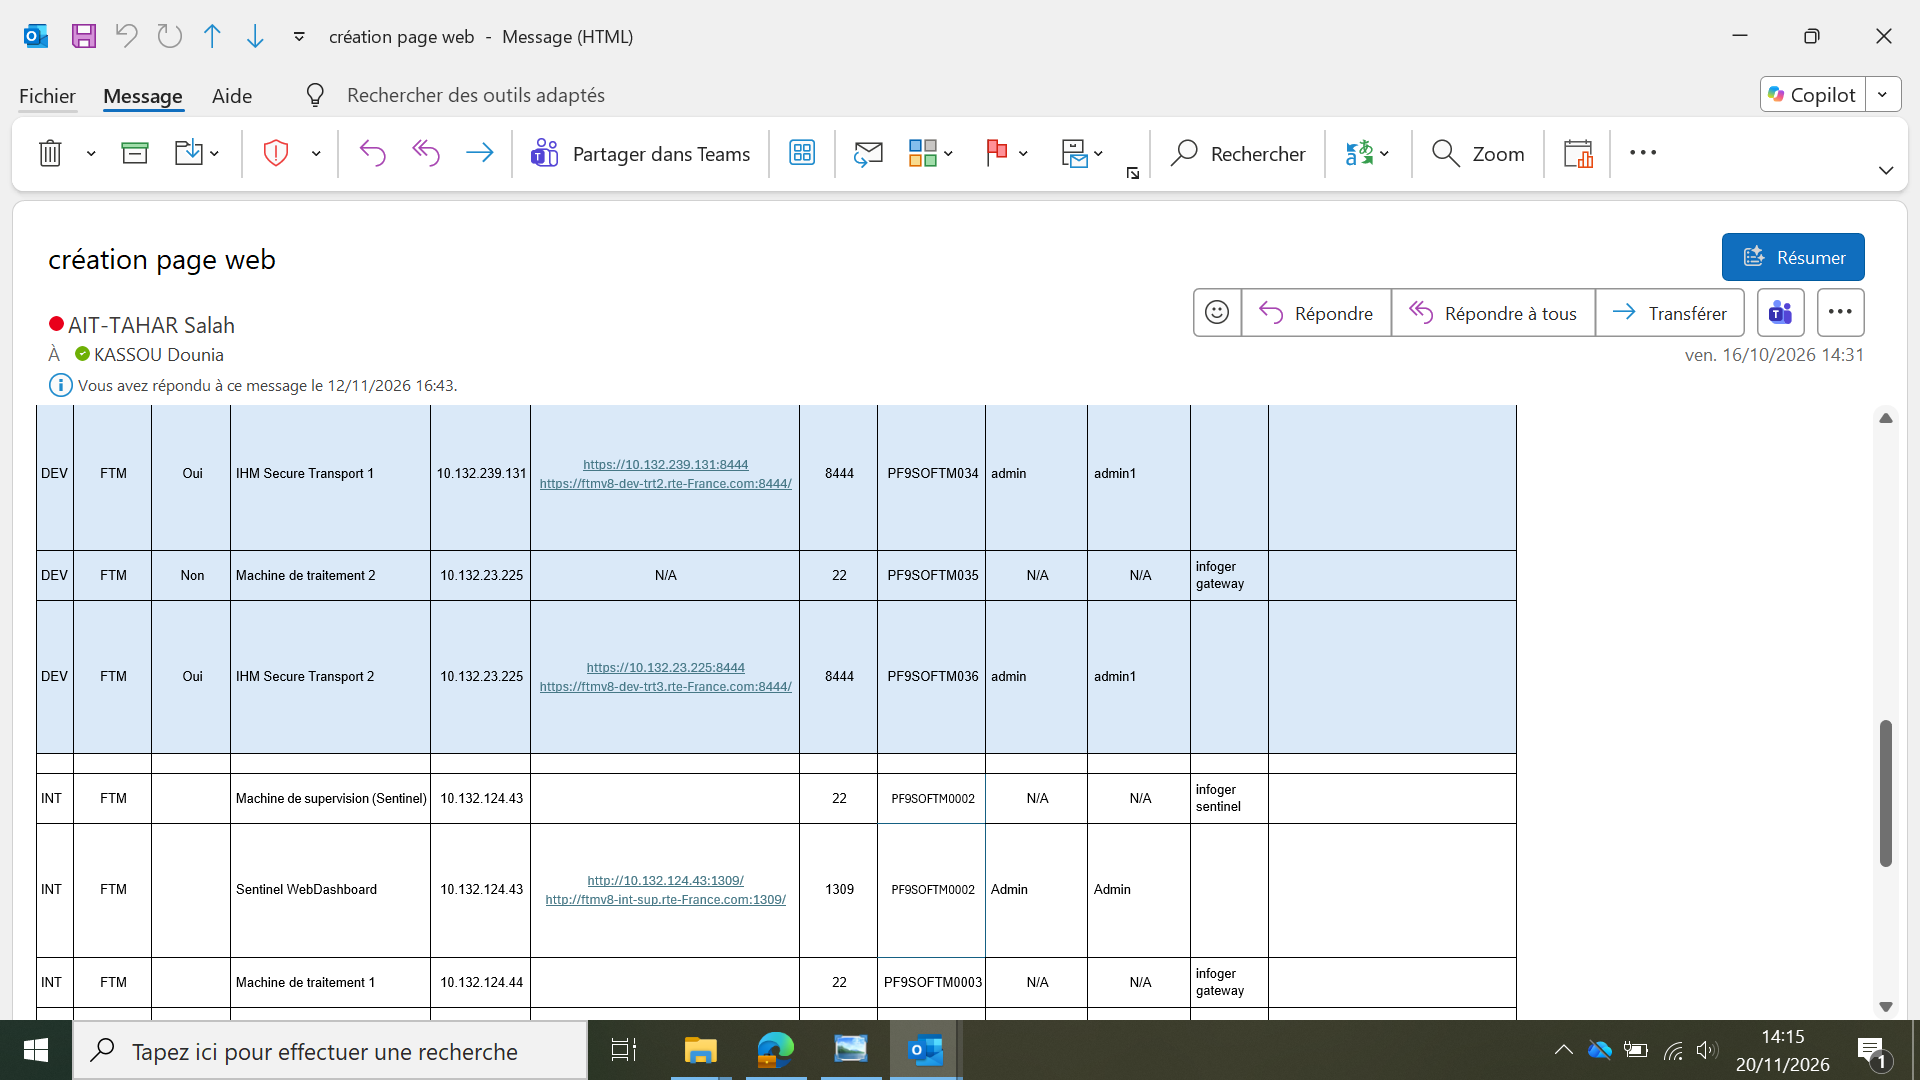 création page web - Message (HTML)
Fichier Message Aide Rechercher des outils adaptés
Copilot
Partager dans Teams Rechercher Zoom
création page web
Résumer
AIT-TAHAR Salah
Répondre Répondre à tous Transférer
À KASSOU Dounia
ven. 16/10/2026 14:31
Vous avez répondu à ce message le 12/11/2026 16:43.
DEV FTM Oui IHM Secure Transport 1 10.132.239.131 https://10.132.239.131:8444 8444 PF9SOFTM034 admin admin1
https://ftmv8-dev-trt2.rte-France.com:8444/
DEV FTM Non Machine de traitement 2 10.132.23.225 N/A 22 PF9SOFTM035 N/A N/A infoger
gateway
DEV FTM Oui IHM Secure Transport 2 10.132.23.225 https://10.132.23.225:8444 8444 PF9SOFTM036 admin admin1
https://ftmv8-dev-trt3.rte-France.com:8444/
INT FTM Machine de supervision (Sentinel) 10.132.124.43 22 PF9SOFTM0002 N/A N/A infoger
sentinel
INT FTM Sentinel WebDashboard 10.132.124.43 http://10.132.124.43:1309/ 1309 PF9SOFTM0002 Admin Admin
http://ftmv8-int-sup.rte-France.com:1309/
INT FTM Machine de traitement 1 10.132.124.44 22 PF9SOFTM0003 N/A N/A infoger
gateway
Tapez ici pour effectuer une recherche
14:15
20/11/2026
1